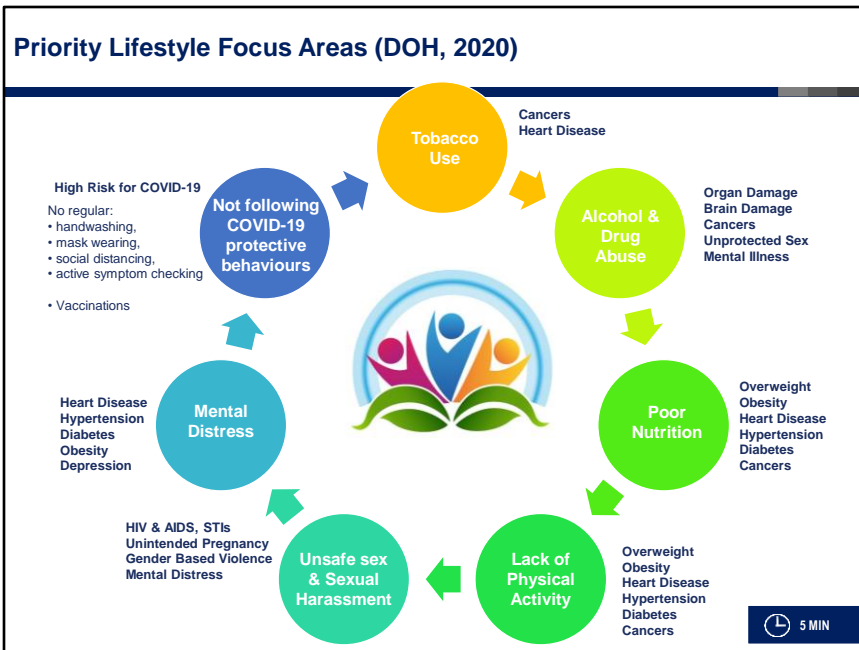 Priority Lifestyle Focus Areas (DOH, 2020)
Tobacco
Use
Cancers
Heart Disease
Alcohol &
Drug
Abuse
Organ Damage
Brain Damage
Cancers
Unprotected Sex
Mental Illness
Poor
Nutrition
Overweight
Obesity
Heart Disease
Hypertension
Diabetes
Cancers
Lack of
Physical
Activity
Overweight
Obesity
Heart Disease
Hypertension
Diabetes
Cancers
Unsafe sex
& Sexual
Harassment
HIV & AIDS, STIs
Unintended Pregnancy
Gender Based Violence
Mental Distress
Mental
Distress
Heart Disease
Hypertension
Diabetes
Obesity
Depression
Not following
COVID-19
protective
behaviours
High Risk for COVID-19
No regular:
• handwashing,
• mask wearing,
• social distancing,
• active symptom checking
• Vaccinations
5 MIN